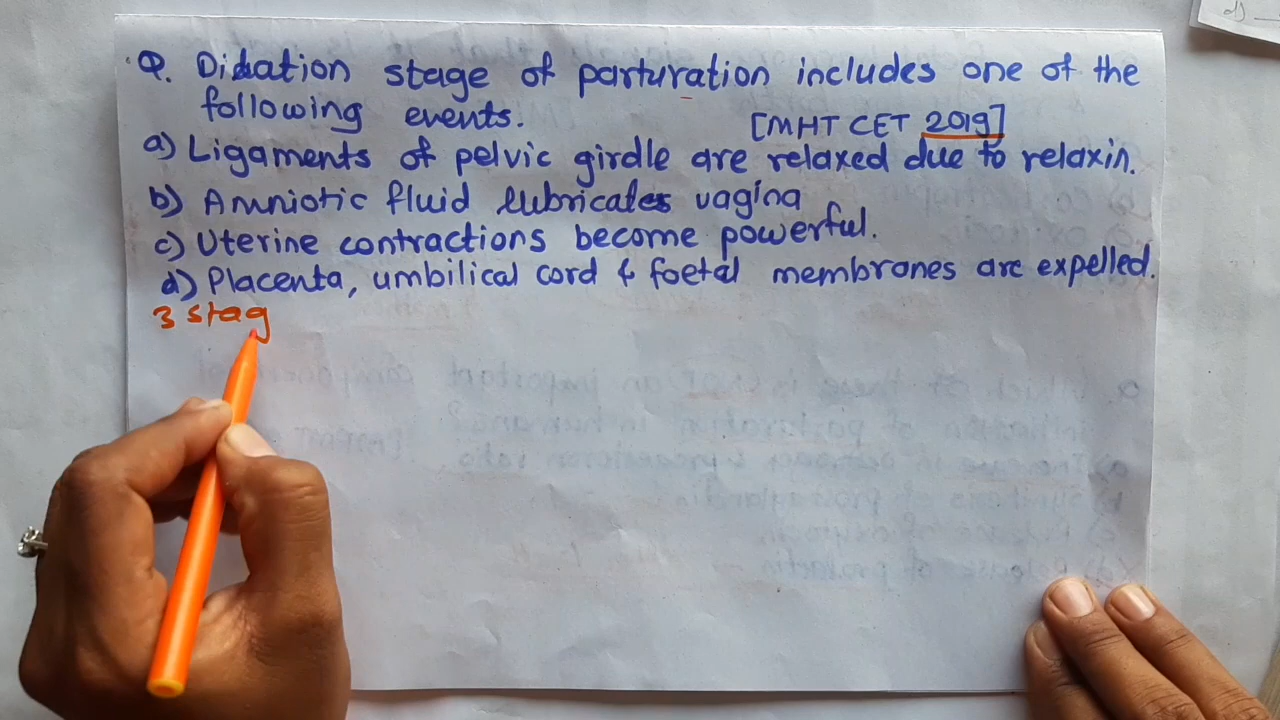 Q. Didation stage of parturation includes one of the
following events. [MHT CET 2019]
a) Ligaments of pelvic girdle are relaxed due to relaxin.
b) Amniotic fluid lubricates vagina
c) Uterine contractions become powerful.
d) Placenta, umbilical cord & foetal membranes are expelled.
3 stag